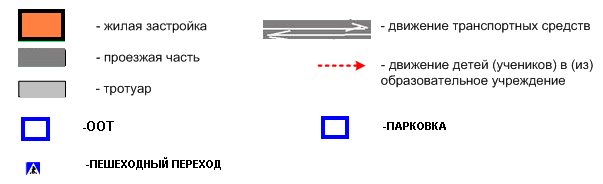 - жилая застройка
- проезжая часть
- тротуар
-ООТ
-ПЕШЕХОДНЫЙ ПЕРЕХОД
- движение транспортных средств
- движение детей (учеников) в (из)
образовательное учреждение
-ПАРКОВКА